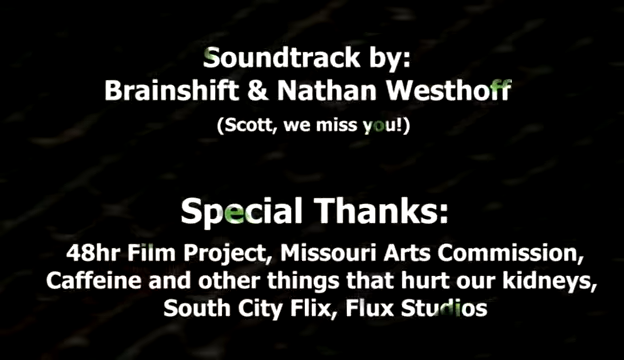 Soundtrack by:
Brainshift & Nathan Westhoff
(Scott, we miss you!)
Special Thanks:
48hr Film Project, Missouri Arts Commission,
Caffeine and other things that hurt our kidneys,
South City Flix, Flux Studios